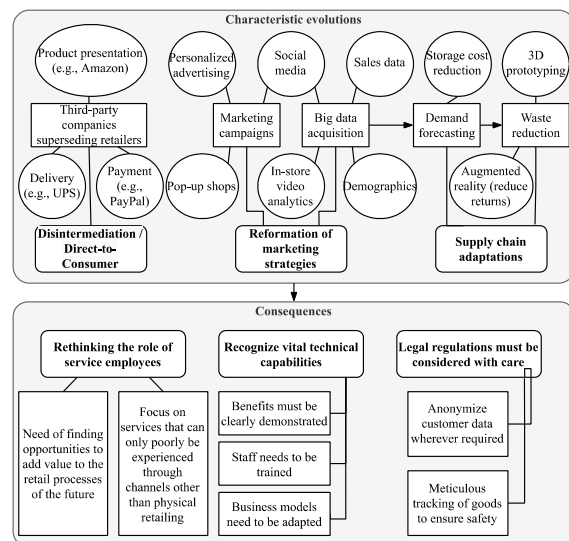 Characteristic evolutions
Product presentation
(e.g., Amazon)
Personalized
advertising
Social
media
Sales data
Storage cost
reduction
3D
prototyping
Third-party
companies
superseding retailers
Marketing
campaigns
Big data
acquisition
Demand
forecasting
Waste
reduction
Delivery
(e.g., UPS)
Payment
(e.g.,
PayPal)
Pop-up shops
In-store
video
analytics
Demographics
Augmented
reality (reduce
returns)
Disintermediation /
Direct-to-
Consumer
Reformation of
marketing
strategies
Supply chain
adaptations
Consequences
Rethinking the role of
service employees
Recognize vital technical
capabilities
Legal regulations must be
considered with care
Need of finding
opportunities to
add value to the
retail processes
of the future
Focus on
services that can
only poorly be
experienced
through
channels other
than physical
retailing
Benefits must be
clearly demonstrated
Staff needs to be
trained
Business models
need to be adapted
Anonymize
customer data
wherever required
Meticulous
tracking of goods
to ensure safety